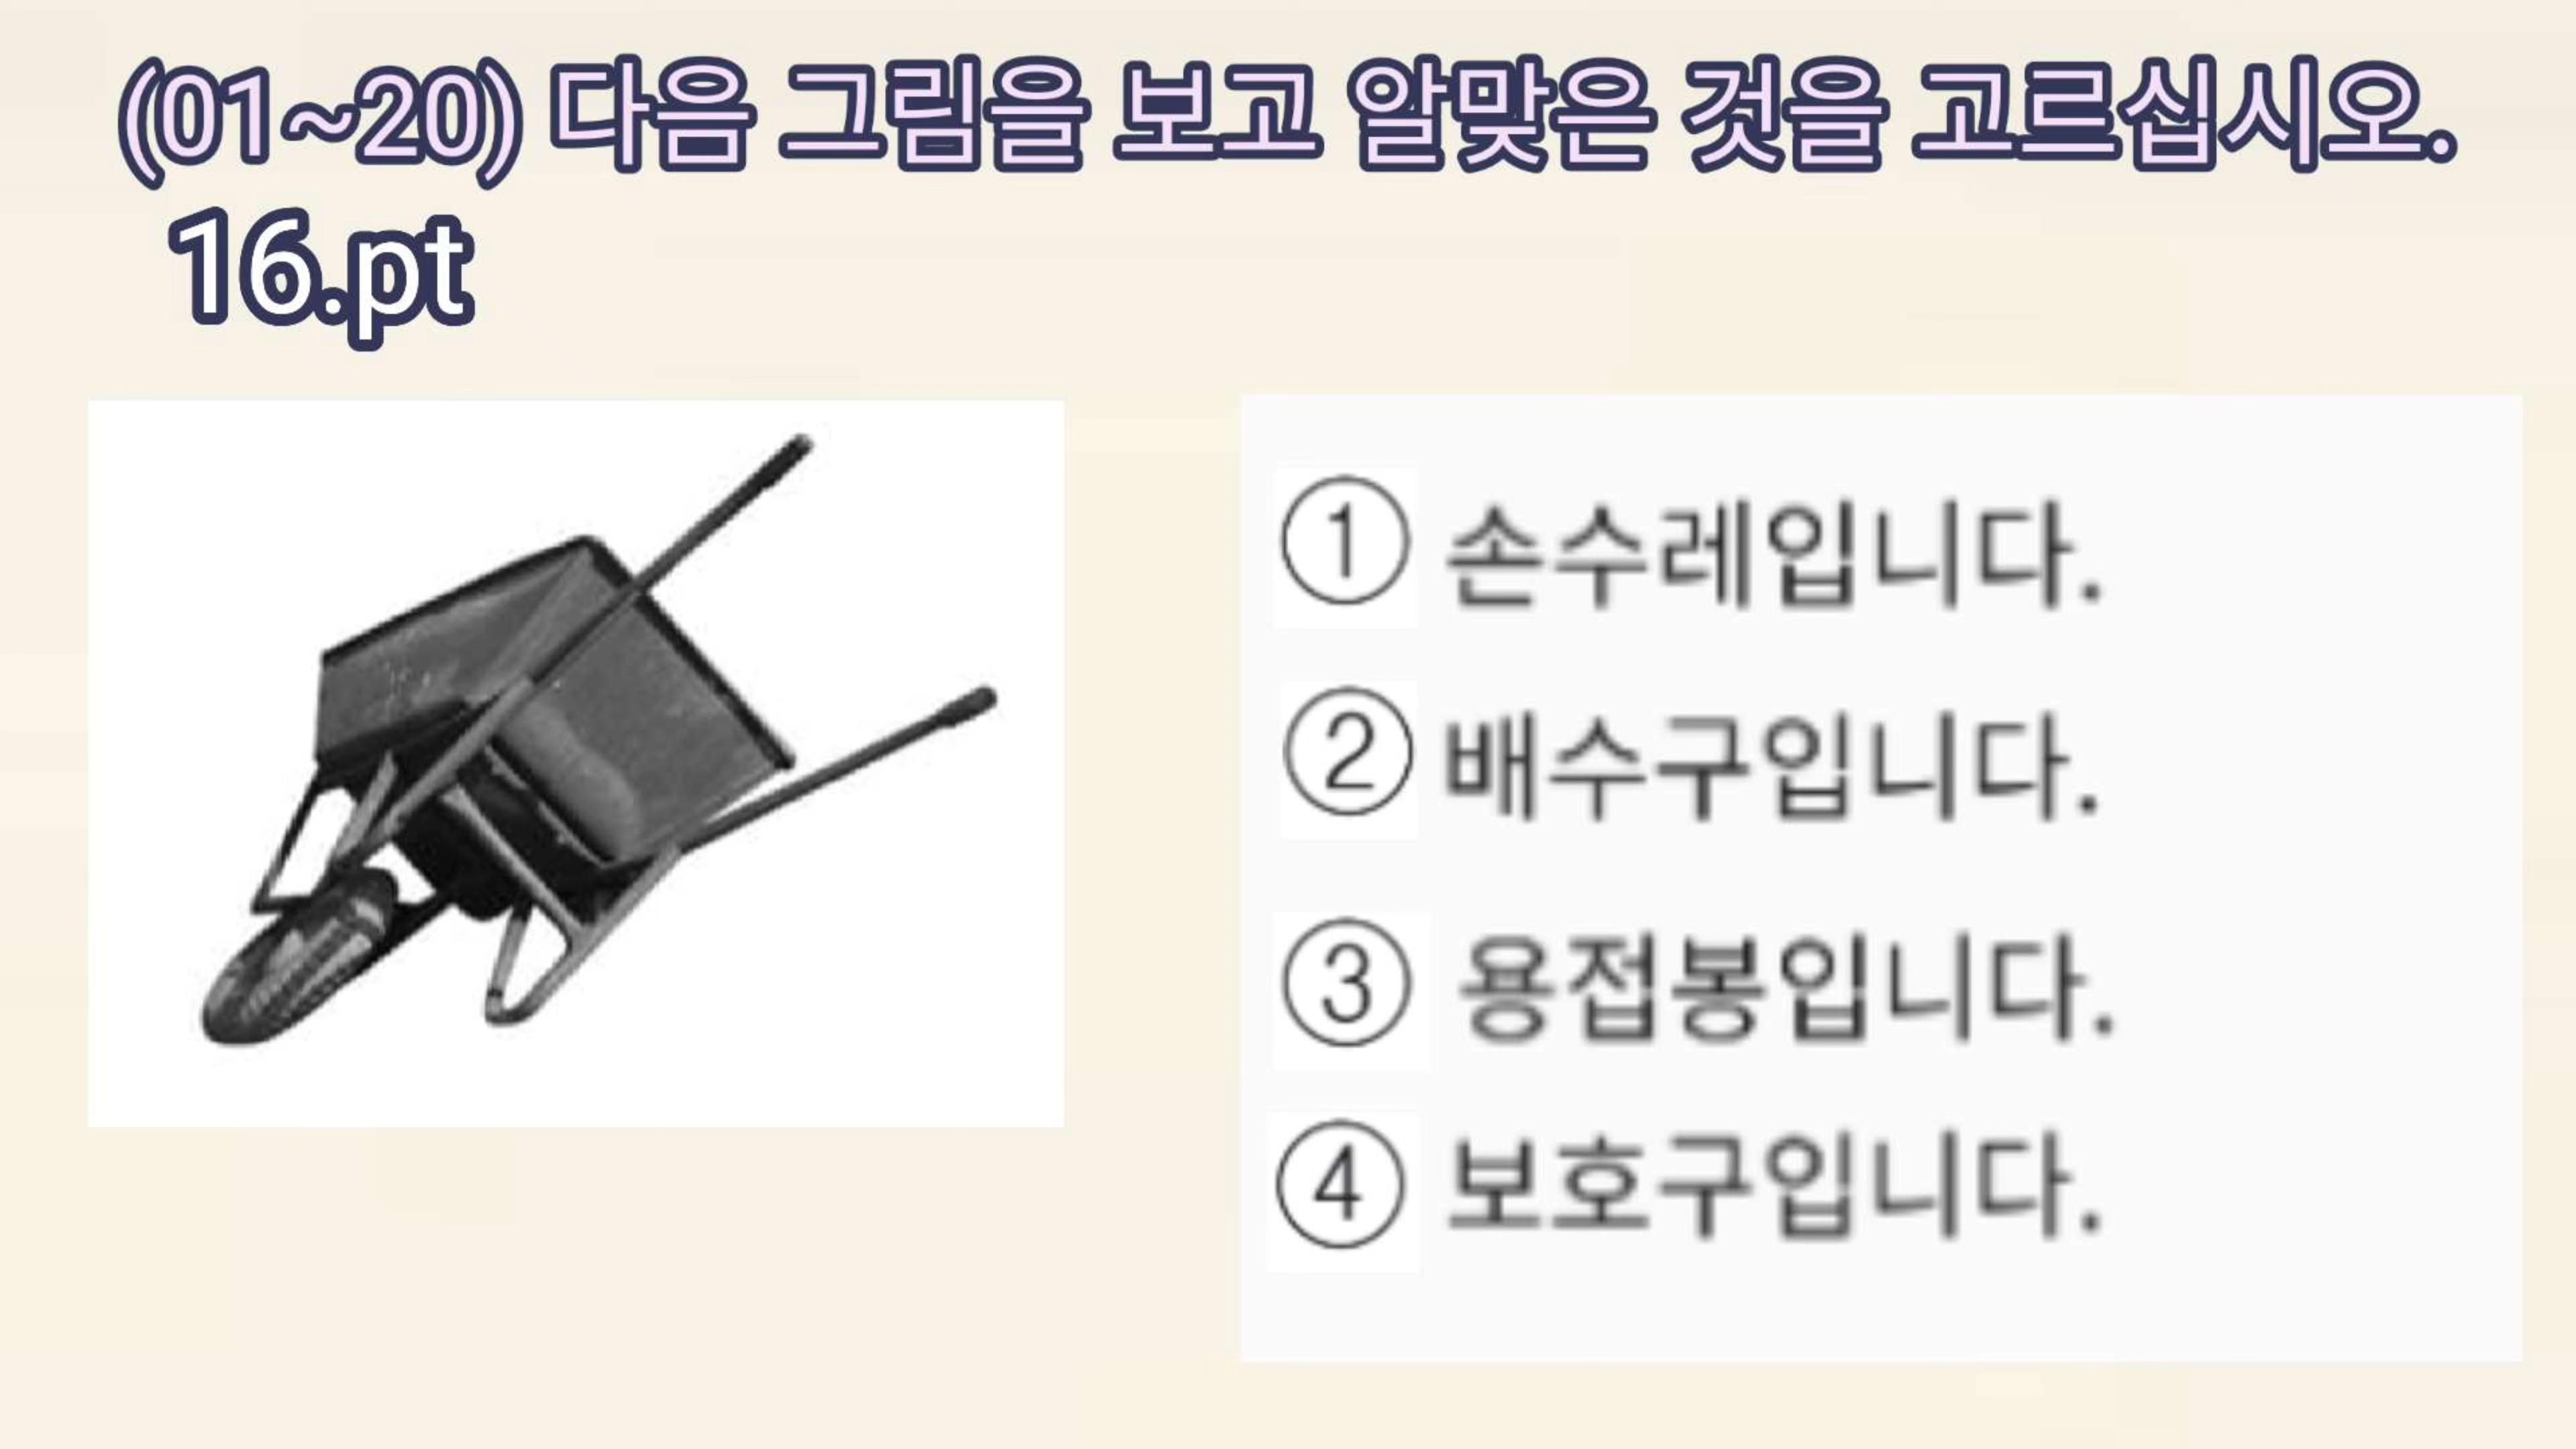 (01~20) 다음 그림을 보고 알맞은 것을 고르십시오.
16.pt
① 손수레입니다.
② 배수구입니다.
③ 용접봉입니다.
④ 보호구입니다.